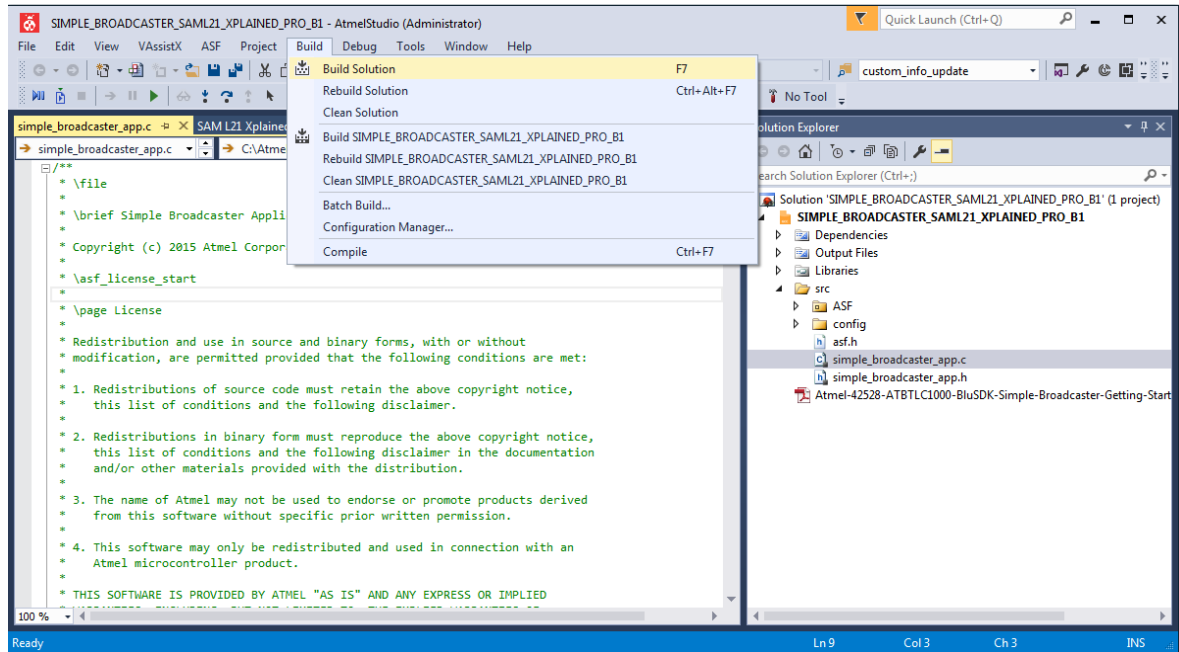 SIMPLE_BROADCASTER_SAML21_XPLAINED_PRO_B1 - AtmelStudio (Administrator)
Quick Launch (Ctrl+Q)
File Edit View VAssistX ASF Project Build Debug Tools Window Help
Build Solution F7
Rebuild Solution Ctrl+Alt+F7
Clean Solution
Build SIMPLE_BROADCASTER_SAML21_XPLAINED_PRO_B1
Rebuild SIMPLE_BROADCASTER_SAML21_XPLAINED_PRO_B1
Clean SIMPLE_BROADCASTER_SAML21_XPLAINED_PRO_B1
Batch Build...
Configuration Manager...
Compile Ctrl+F7
custom_info_update
No Tool
simple_broadcaster_app.c SAM L21 Xplained
simple_broadcaster_app.c C:\Atme
/**
* \file
*
* \brief Simple Broadcaster Appli
*
* Copyright (c) 2015 Atmel Corpor
*
* \asf_license_start
*
* \page License
*
* Redistribution and use in source and binary forms, with or without
* modification, are permitted provided that the following conditions are met:
*
* 1. Redistributions of source code must retain the above copyright notice,
* this list of conditions and the following disclaimer.
*
* 2. Redistributions in binary form must reproduce the above copyright notice,
* this list of conditions and the following disclaimer in the documentation
* and/or other materials provided with the distribution.
*
* 3. The name of Atmel may not be used to endorse or promote products derived
* from this software without specific prior written permission.
*
* 4. This software may only be redistributed and used in connection with an
* Atmel microcontroller product.
*
* THIS SOFTWARE IS PROVIDED BY ATMEL "AS IS" AND ANY EXPRESS OR IMPLIED
100 %
olution Explorer
earch Solution Explorer (Ctrl+;)
Solution 'SIMPLE_BROADCASTER_SAML21_XPLAINED_PRO_B1' (1 project)
SIMPLE_BROADCASTER_SAML21_XPLAINED_PRO_B1
Dependencies
Output Files
Libraries
src
ASF
config
asf.h
simple_broadcaster_app.c
simple_broadcaster_app.h
Atmel-42528-ATBTLC1000-BluSDK-Simple-Broadcaster-Getting-Start
Ready Ln 9 Col 3 Ch 3 INS